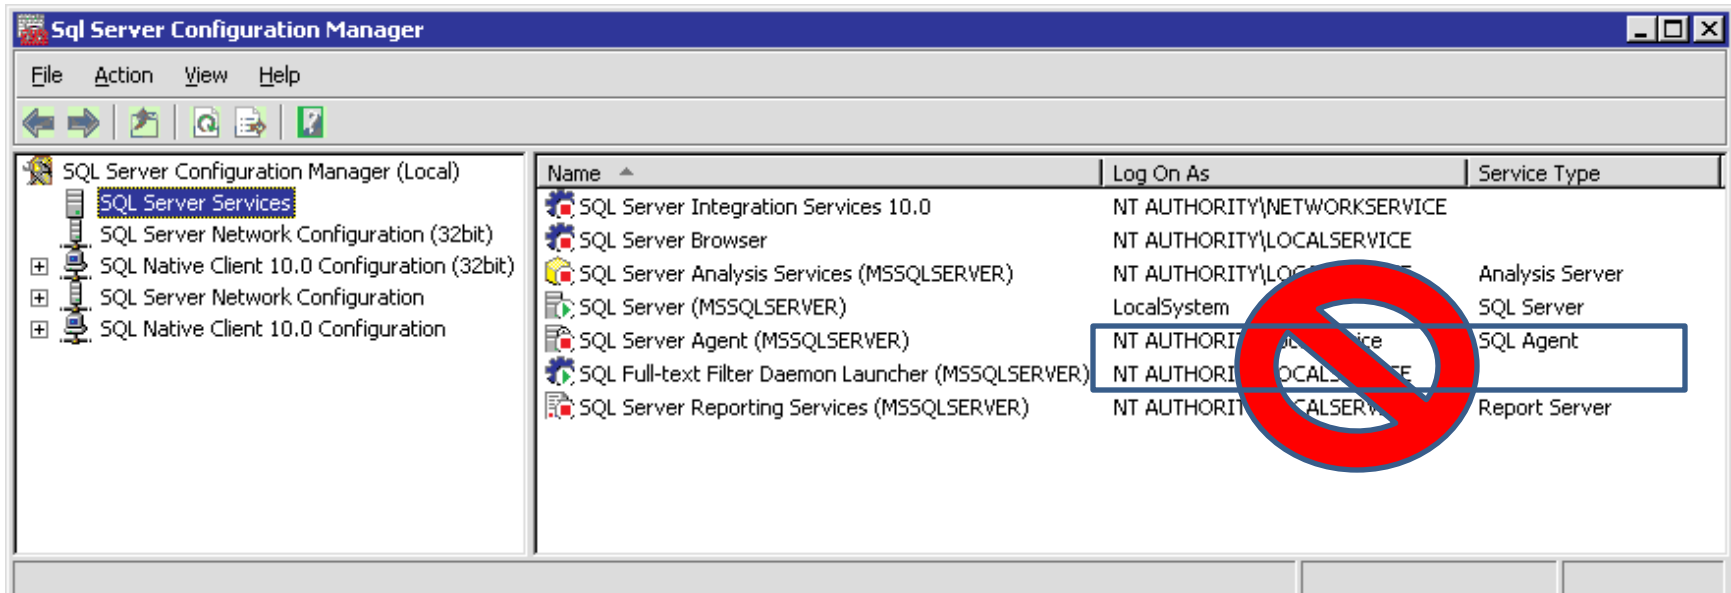 Sql Server Configuration Manager
File Action View Help
SQL Server Configuration Manager (Local)
SQL Server Services
SQL Server Network Configuration (32bit)
SQL Native Client 10.0 Configuration (32bit)
SQL Server Network Configuration
SQL Native Client 10.0 Configuration
Name Log On As Service Type
SQL Server Integration Services 10.0 NT AUTHORITY\NETWORKSERVICE
SQL Server Browser NT AUTHORITY\LOCALSERVICE
SQL Server Analysis Services (MSSQLSERVER) NT Analysis Server
SQL Server (MSSQLSERVER) LocalSystem SQL Server
SQL Server Agent (MSSQLSERVER) NT SQL Agent
SQL Full-text Filter Daemon Launcher (MSSQLSERVER) NT
SQL Server Reporting Services (MSSQLSERVER) NT Report Server